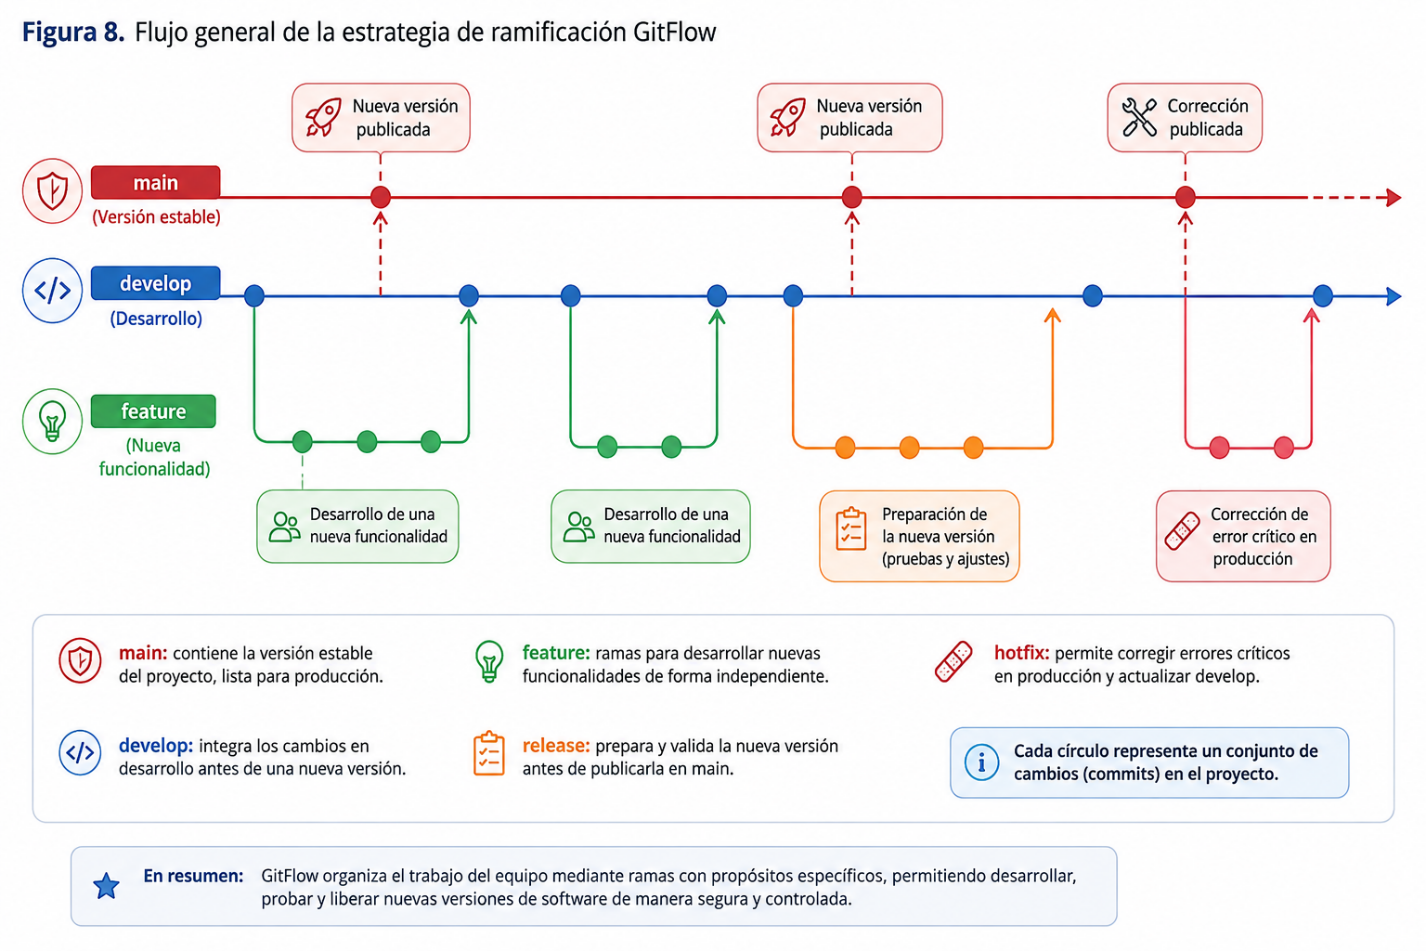 Figura 8. Flujo general de la estrategia de ramificación GitFlow
Nueva versión
publicada
Nueva versión
publicada
Corrección
publicada
main
(Versión estable)
</>
develop
(Desarrollo)
feature
(Nueva
funcionalidad)
Desarrollo de una
nueva funcionalidad
Desarrollo de una
nueva funcionalidad
Preparación de
la nueva versión
(pruebas y ajustes)
Corrección de
error crítico en
producción
main: contiene la versión estable
del proyecto, lista para producción.
feature: ramas para desarrollar nuevas
funcionalidades de forma independiente.
hotfix: permite corregir errores críticos
en producción y actualizar develop.
</>
develop: integra los cambios en
desarrollo antes de una nueva versión.
release: prepara y valida la nueva versión
antes de publicarla en main.
i
Cada círculo representa un conjunto de
cambios (commits) en el proyecto.
En resumen: GitFlow organiza el trabajo del equipo mediante ramas con propósitos específicos, permitiendo desarrollar,
probar y liberar nuevas versiones de software de manera segura y controlada.